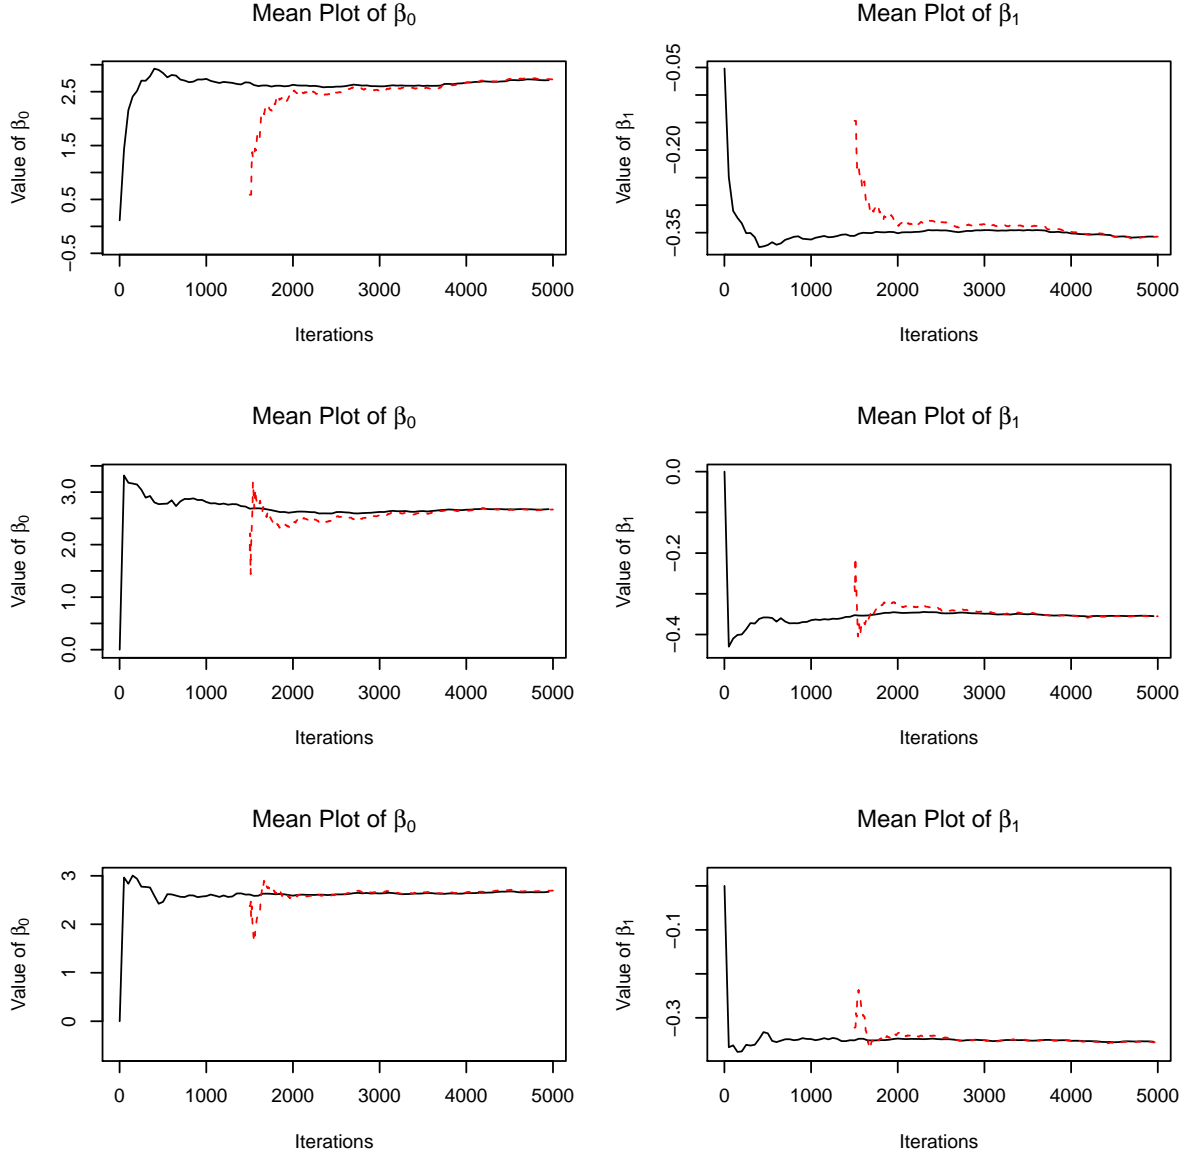 Mean Plot of β₀
Value of β₀
−0.5 0.5 1.5 2.5
0 1000 2000 3000 4000 5000
Iterations
Mean Plot of β₁
Value of β₁
−0.35 −0.20 −0.05
0 1000 2000 3000 4000 5000
Iterations
Mean Plot of β₀
Value of β₀
0.0 1.0 2.0 3.0
0 1000 2000 3000 4000 5000
Iterations
Mean Plot of β₁
Value of β₁
−0.4 −0.2 0.0
0 1000 2000 3000 4000 5000
Iterations
Mean Plot of β₀
Value of β₀
0 1 2 3
0 1000 2000 3000 4000 5000
Iterations
Mean Plot of β₁
Value of β₁
−0.3 −0.1
0 1000 2000 3000 4000 5000
Iterations